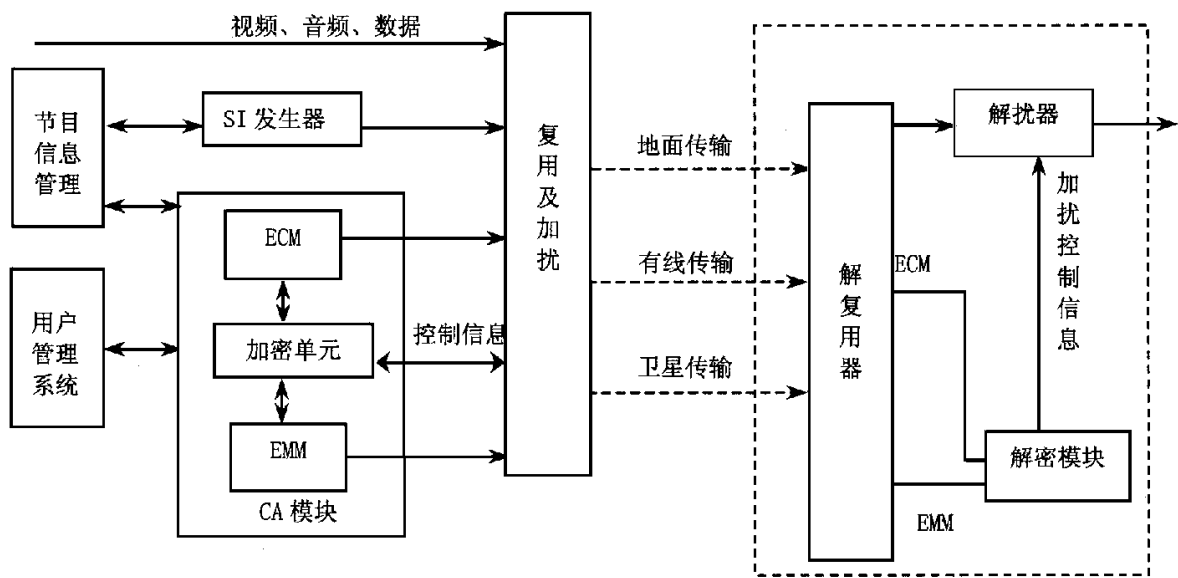 视频、音频、数据
节目
信息
管理
SI 发生器
复用及加扰
ECM
加密单元
控制信息
EMM
CA 模块
用户
管理
系统
地面传输
有线传输
卫星传输
解复用器
解扰器
加扰控制信息
ECM
解密模块
EMM